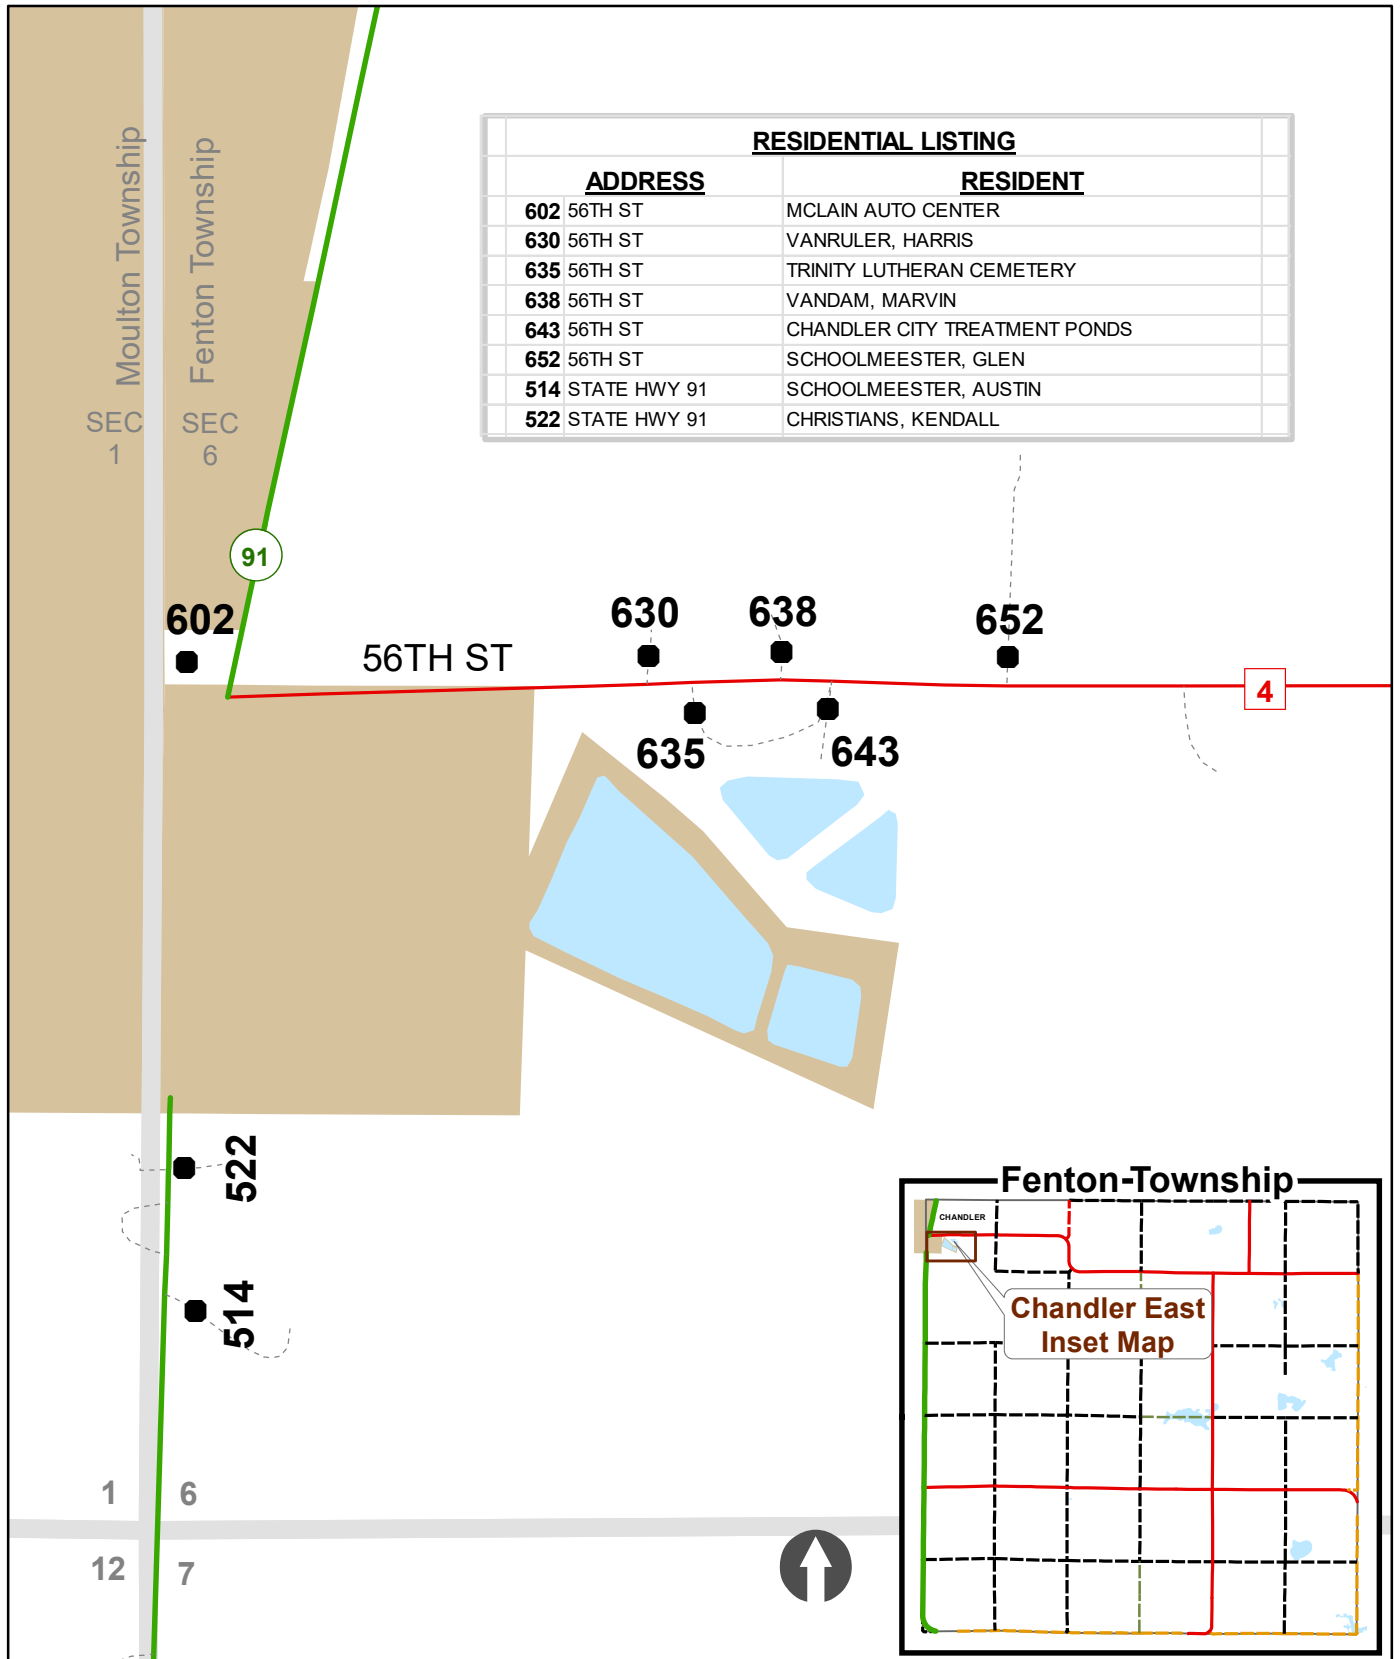 RESIDENTIAL LISTING
ADDRESS RESIDENT
602 56TH ST MCLAIN AUTO CENTER
630 56TH ST VANRULER, HARRIS
635 56TH ST TRINITY LUTHERAN CEMETERY
638 56TH ST VANDAM, MARVIN
643 56TH ST CHANDLER CITY TREATMENT PONDS
652 56TH ST SCHOOLMEESTER, GLEN
514 STATE HWY 91 SCHOOLMEESTER, AUSTIN
522 STATE HWY 91 CHRISTIANS, KENDALL
Moulton Township
Fenton Township
SEC
1
SEC
6
91
602
630
638
652
56TH ST
4
635
643
522
514
Fenton-Township
CHANDLER
Chandler East
Inset Map
1
6
12
7